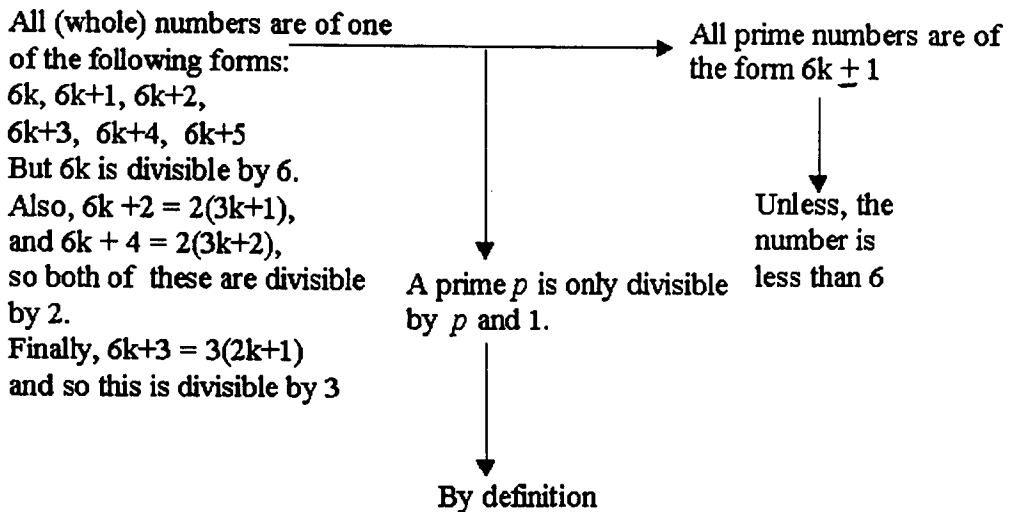 All (whole) numbers are of one
of the following forms:
6k, 6k+1, 6k+2,
6k+3, 6k+4, 6k+5
But 6k is divisible by 6.
Also, 6k +2 = 2(3k+1),
and 6k + 4 = 2(3k+2),
so both of these are divisible
by 2.
Finally, 6k+3 = 3(2k+1)
and so this is divisible by 3
A prime p is only divisible
by p and 1.
By definition
All prime numbers are of
the form 6k ± 1
Unless, the
number is
less than 6